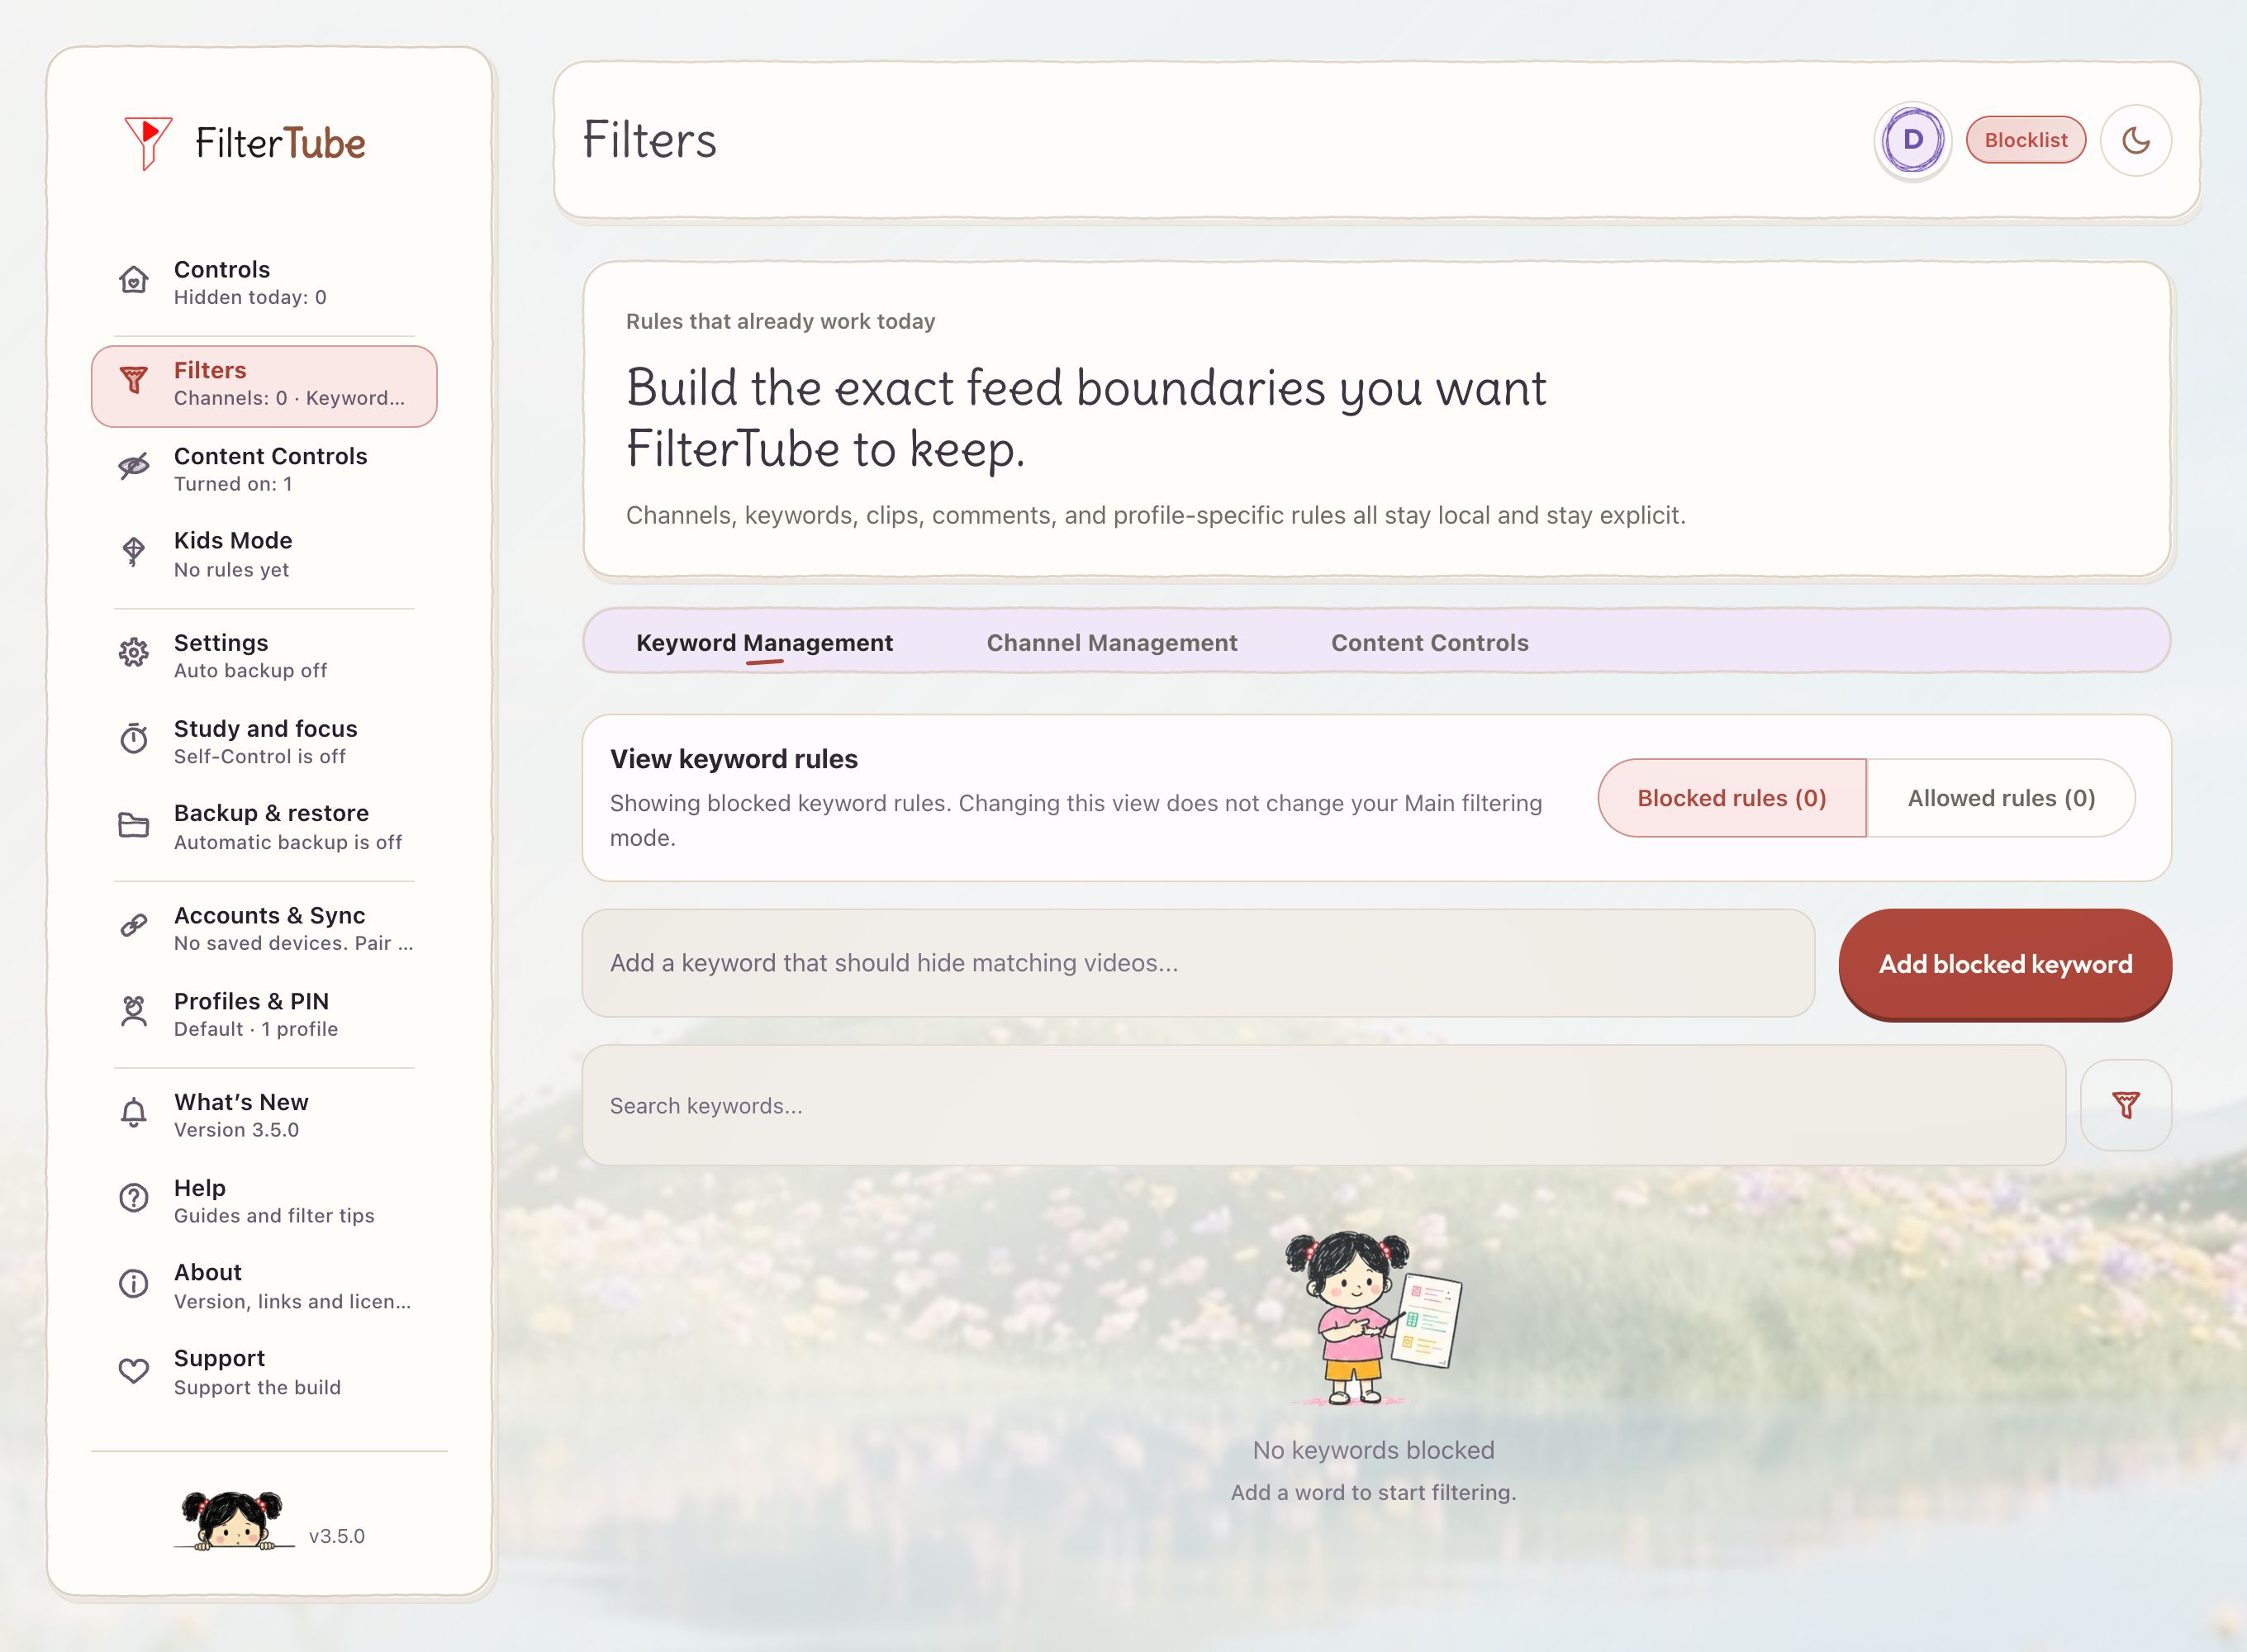 FilterTube
Controls
Hidden today: 0
Filters
Channels: 0 · Keyword...
Content Controls
Turned on: 1
Kids Mode
No rules yet
Settings
Auto backup off
Study and focus
Self-Control is off
Backup & restore
Automatic backup is off
Accounts & Sync
No saved devices. Pair ...
Profiles & PIN
Default · 1 profile
What's New
Version 3.5.0
Help
Guides and filter tips
About
Version, links and licen...
Support
Support the build
v3.5.0
Filters
D
Blocklist
Rules that already work today
Build the exact feed boundaries you want
FilterTube to keep.
Channels, keywords, clips, comments, and profile-specific rules all stay local and stay explicit.
Keyword Management Channel Management Content Controls
View keyword rules
Showing blocked keyword rules. Changing this view does not change your Main filtering
mode.
Blocked rules (0) Allowed rules (0)
Add a keyword that should hide matching videos...
Add blocked keyword
Search keywords...
No keywords blocked
Add a word to start filtering.